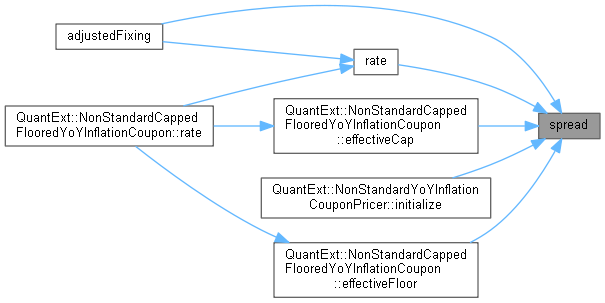 adjustedFixing
rate
QuantExt::NonStandardCapped
FlooredYoYInflationCoupon::rate
QuantExt::NonStandardCapped
FlooredYoYInflationCoupon
::effectiveCap
spread
QuantExt::NonStandardYoYInflation
CouponPricer::initialize
QuantExt::NonStandardCapped
FlooredYoYInflationCoupon
::effectiveFloor